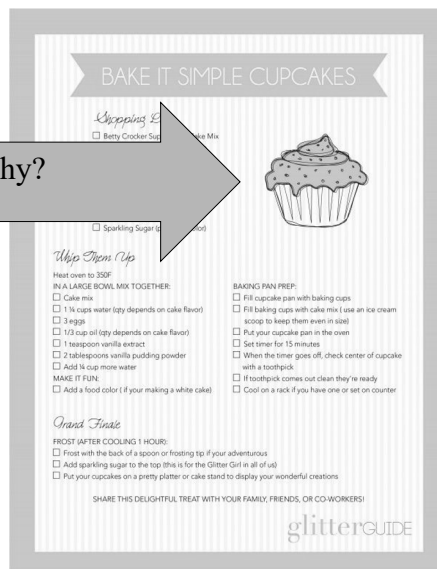 BAKE IT SIMPLE CUPCAKES
Shopping
Betty Crocker Mix
hy?
Sparkling Sugar
Whip Them Up
Heat oven to 350F
IN A LARGE BOWL MIX TOGETHER:
Cake mix
1 ¼ cups water (qty depends on cake flavor)
3 eggs
1/3 cup oil (qty depends on cake flavor)
1 teaspoon vanilla extract
2 tablespoons vanilla pudding powder
Add ¼ cup more water
MAKE IT FUN:
Add a food color ( if your making a white cake)
BAKING PAN PREP:
Fill cupcake pan with baking cups
Fill baking cups with cake mix ( use an ice cream
scoop to keep them even in size)
Put your cupcake pan in the oven
Set timer for 15 minutes
When the timer goes off, check center of cupcake
with a toothpick
If toothpick comes out clean they're ready
Cool on a rack if you have one or set on counter
Grand Finale
FROST (AFTER COOLING 1 HOUR):
Frost with the back of a spoon or frosting tip if your adventurous
Add sparkling sugar to the top (this is for the Glitter Girl in all of us)
Put your cupcakes on a pretty platter or cake stand to display your wonderful creations
SHARE THIS DELIGHTFUL TREAT WITH YOUR FAMILY, FRIENDS, OR CO-WORKERS!
glitterGUIDE